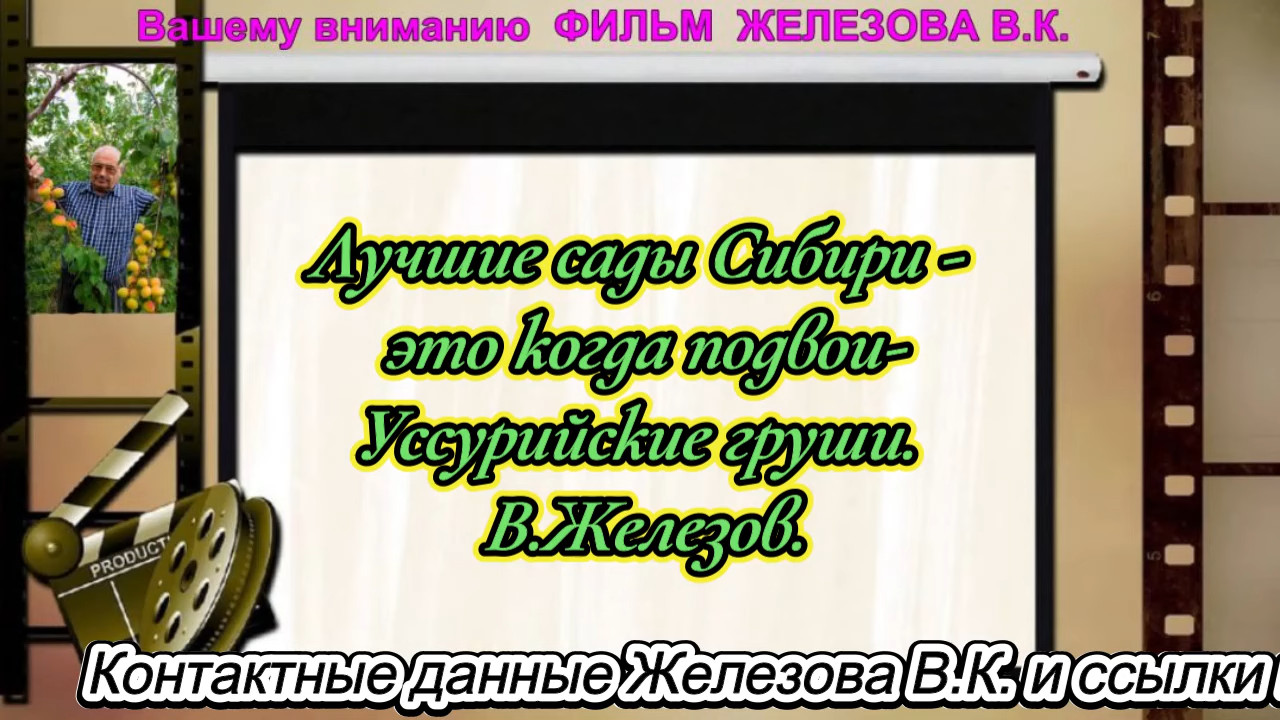 Вашему вниманию ФИЛЬМ ЖЕЛЕЗОВА В.К.
Лучшие сады Сибири -
это когда подвои-
Уссурийские груши.
В.Железов.
PRODUCT
Контактные данные Железова В.К. и ссылки